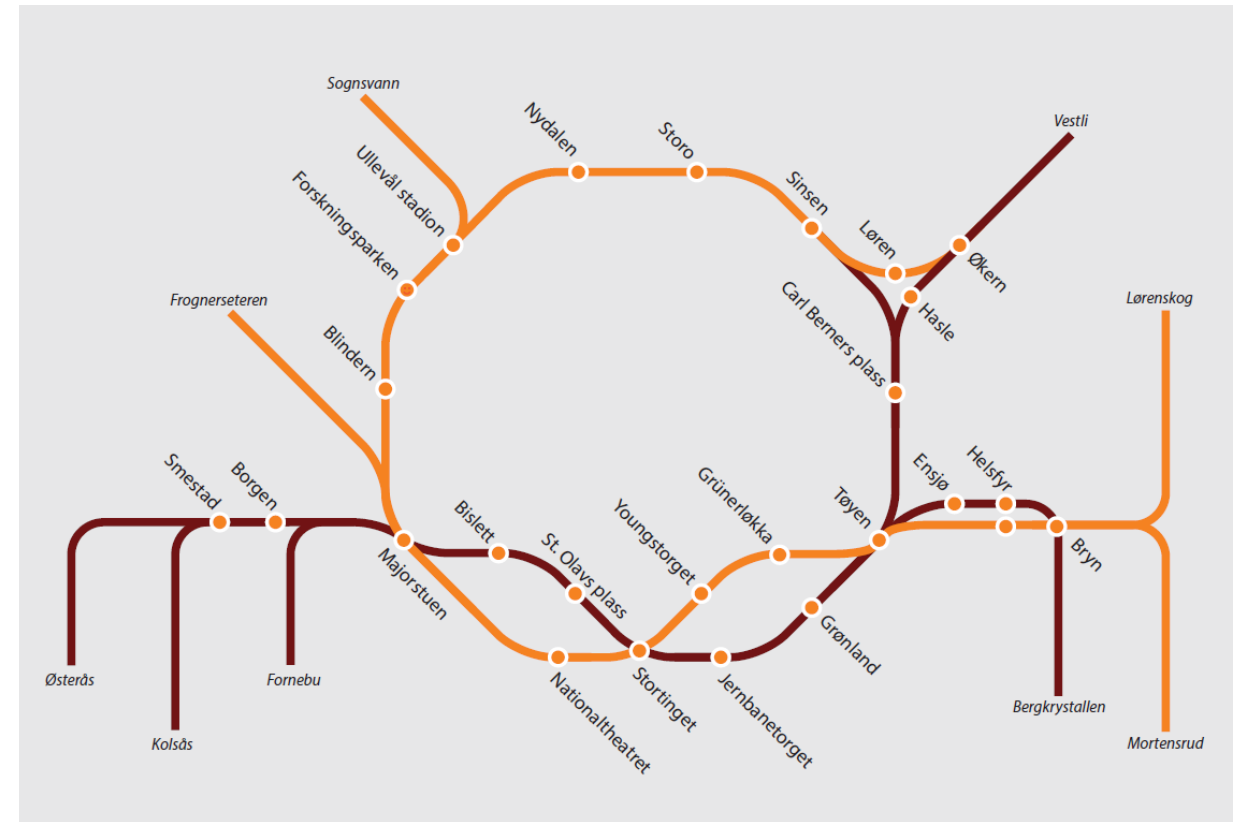 Sognsvann
Nydalen
Storo
Vestli
Ullevål stadion
Sinsen
Forskningsparken
Løren
Økern
Frognerseteren
Carl Berners plass
Hasle
Lørenskog
Blindern
Smestad
Borgen
Bislett
St. Olavs plass
Youngstorget
Grünerløkka
Tøyen
Ensjø
Helsfyr
Bryn
Majorstuen
Grønland
Østerås
Fornebu
Nationaltheatret
Stortinget
Jernbanetorget
Bergkrystallen
Kolsås
Mortensrud